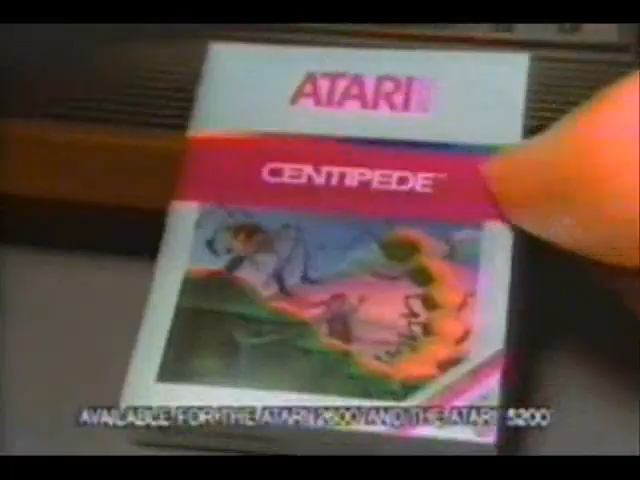 ATARI
CENTIPEDE™
AVAILABLE FOR THE ATARI 2600 AND THE ATARI 5200